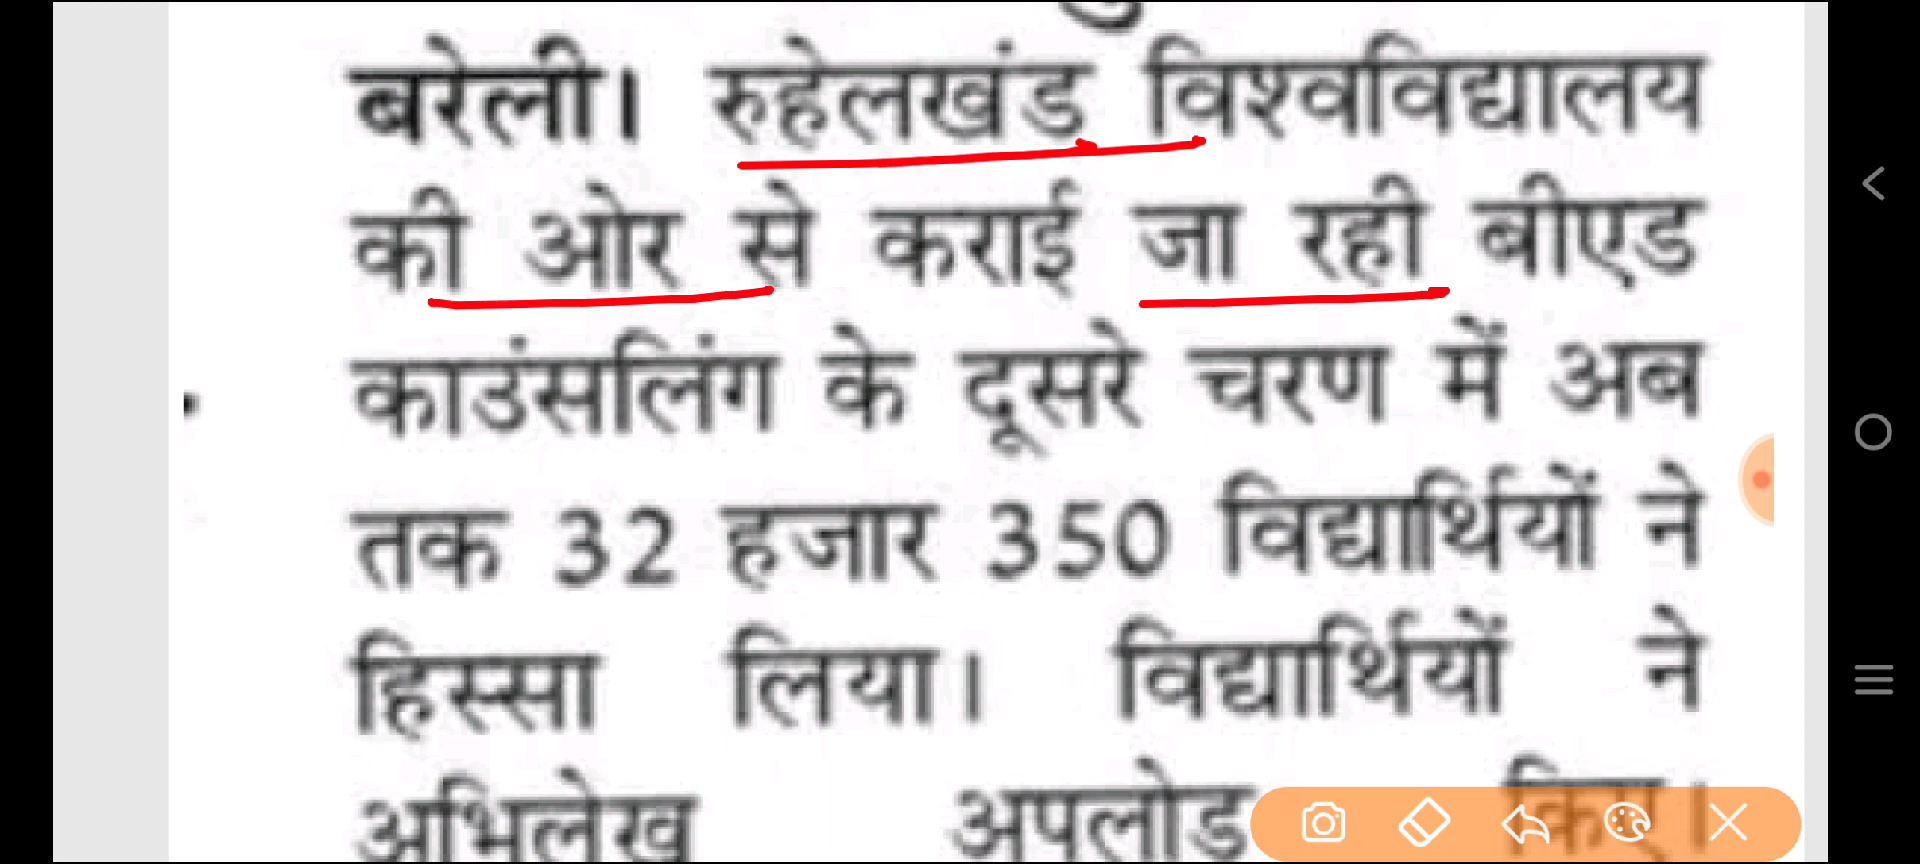 बरेली। रुहेलखंड विश्वविद्यालय
की ओर से कराई जा रही बीएड
काउंसलिंग के दूसरे चरण में अब
तक 32 हजार 350 विद्यार्थियों ने
हिस्सा लिया। विद्यार्थियों ने
अभिलेख अपलोड किए।